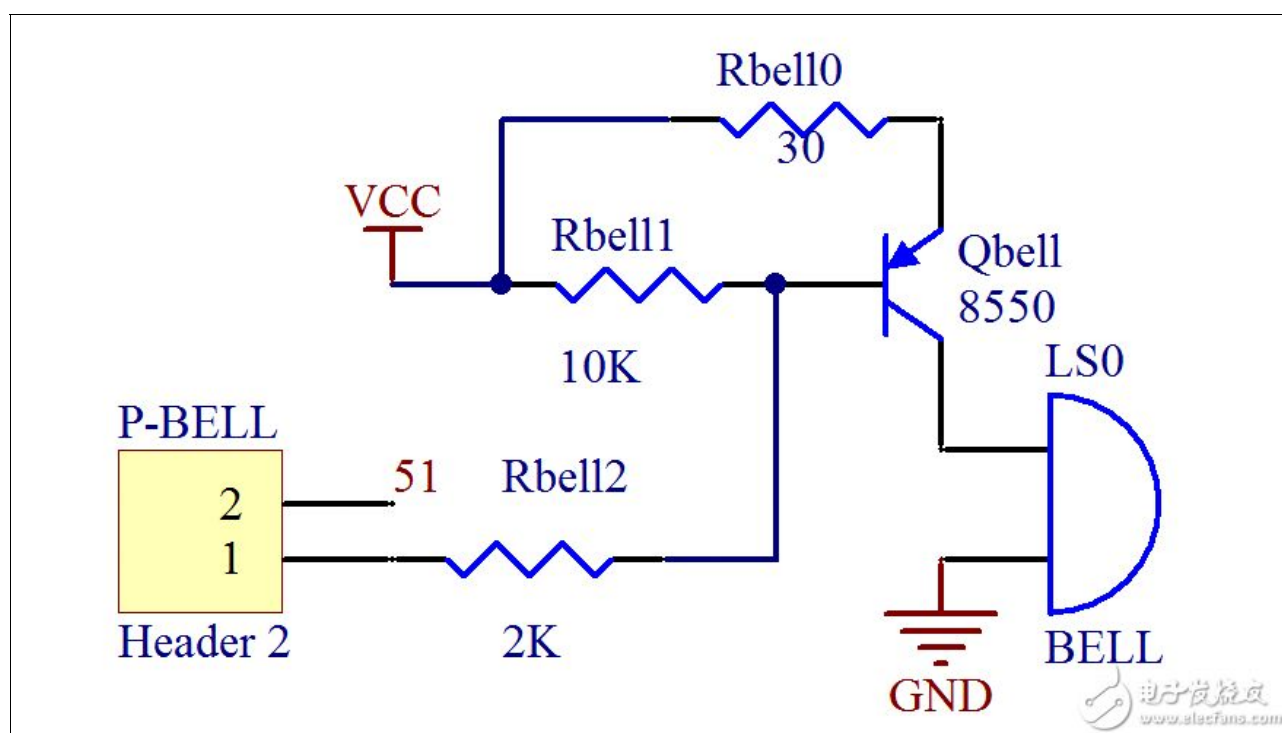 Rbell0
30
VCC
Rbell1
Qbell
8550
10K
LS0
P-BELL
51
Rbell2
2
1
Header 2
2K
BELL
GND
电子发烧友
www.elecfans.com